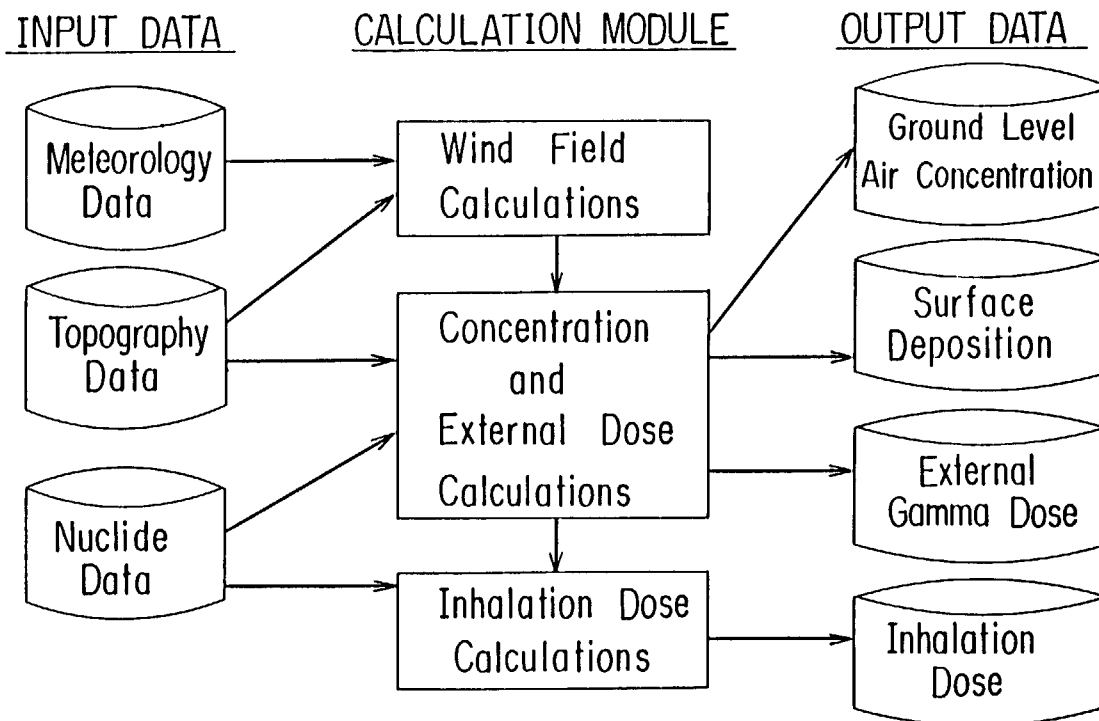 INPUT DATA
CALCULATION MODULE
OUTPUT DATA
Meteorology
Data
Topography
Data
Nuclide
Data
Wind Field
Calculations
Concentration
and
External Dose
Calculations
Inhalation Dose
Calculations
Ground Level
Air Concentration
Surface
Deposition
External
Gamma Dose
Inhalation
Dose